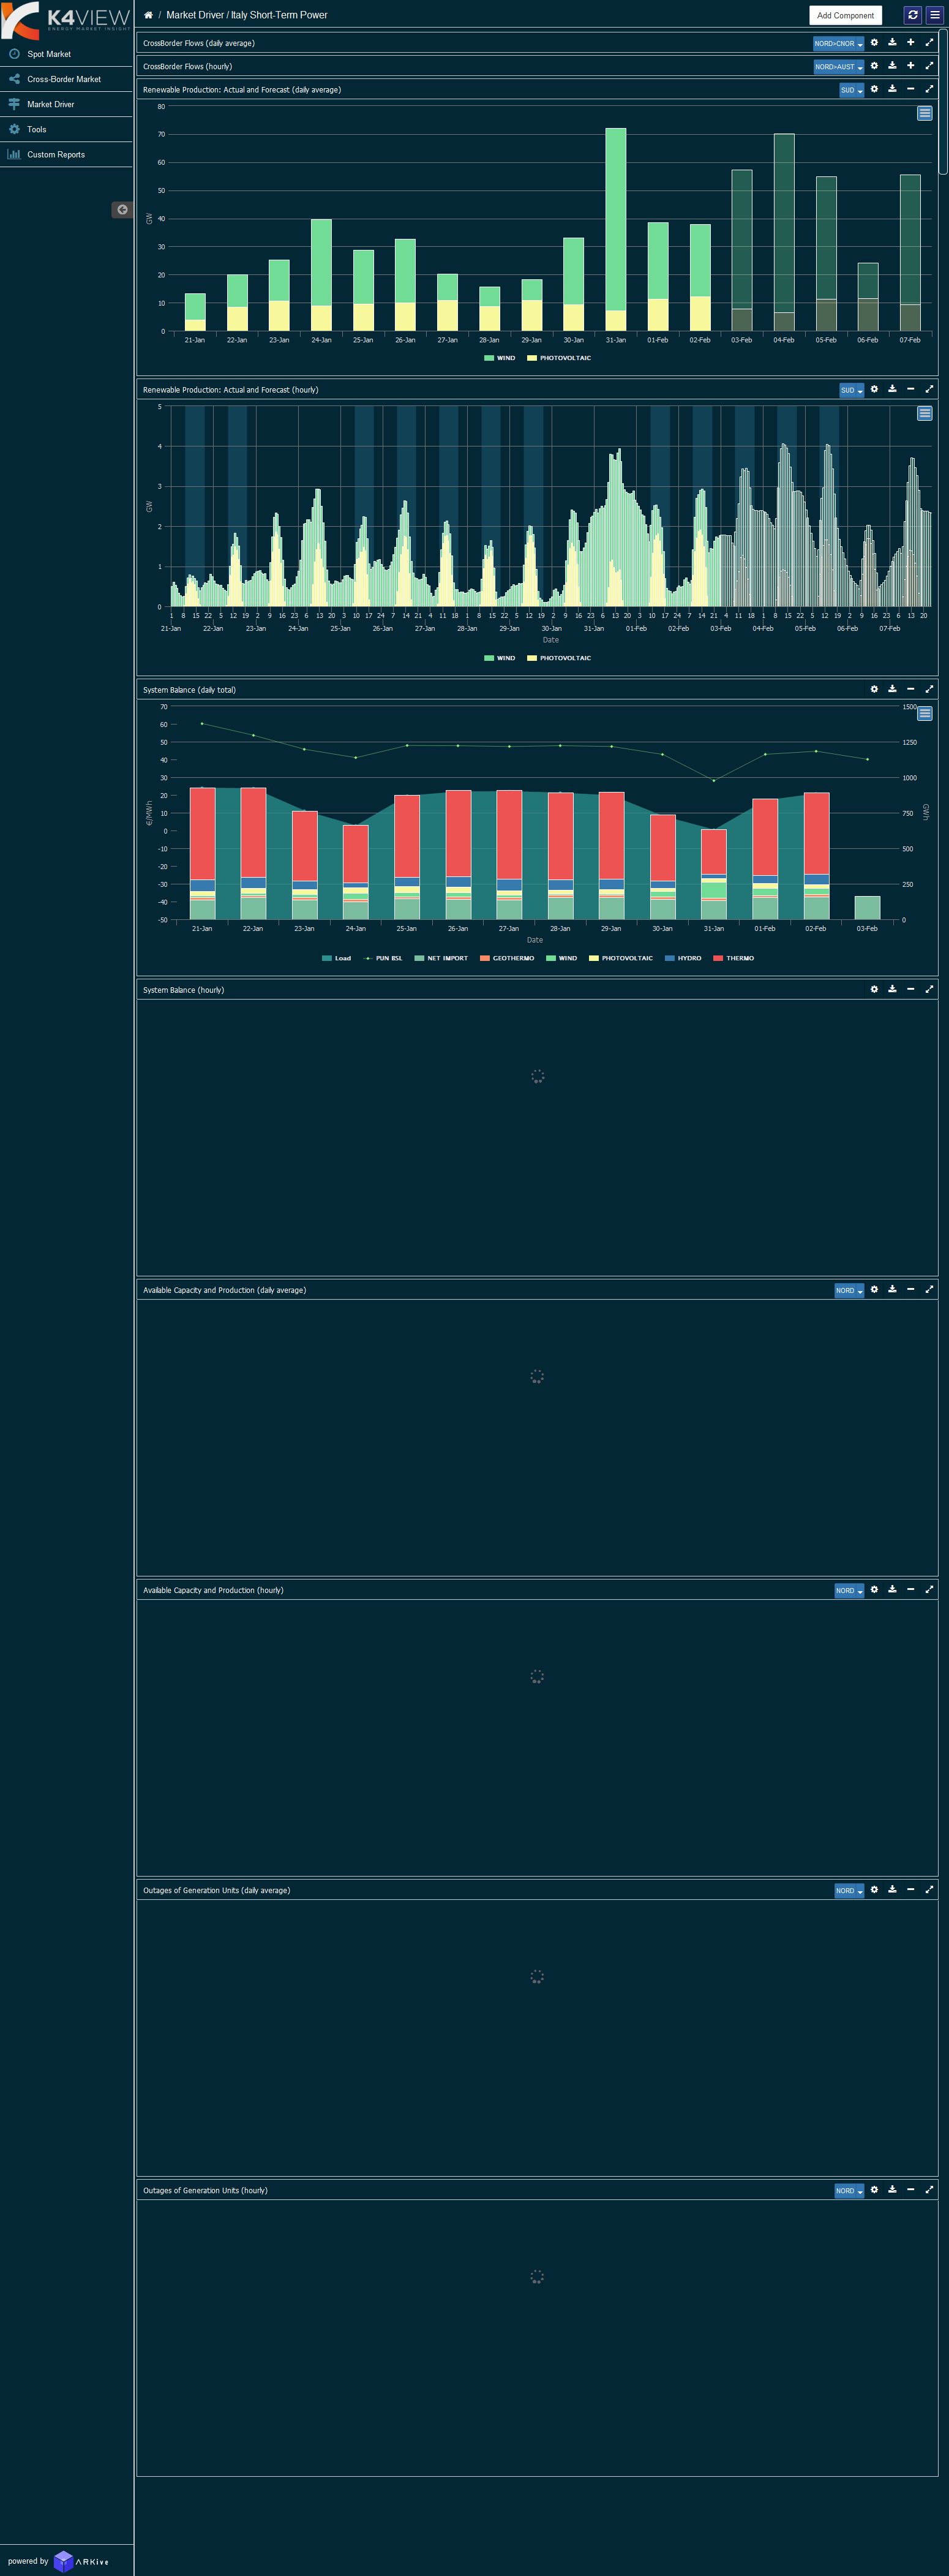 K4VIEW
ENERGY MARKET INSIGHT
/ Market Driver / Italy Short-Term Power
Add Component
Spot Market
Cross-Border Market
Market Driver
Tools
Custom Reports
CrossBorder Flows (daily average)
NORD>CNOR
CrossBorder Flows (hourly)
NORD>AUST
Renewable Production: Actual and Forecast (daily average)
SUD
80
70
60
50
40
30
20
10
0
GW
21-Jan 22-Jan 23-Jan 24-Jan 25-Jan 26-Jan 27-Jan 28-Jan 29-Jan 30-Jan 31-Jan 01-Feb 02-Feb 03-Feb 04-Feb 05-Feb 06-Feb 07-Feb
WIND PHOTOVOLTAIC
Renewable Production: Actual and Forecast (hourly)
SUD
5
4
3
2
1
0
GW
1 8 15 22 5 12 19 2 9 16 23 6 13 20 3 10 17 24 7 14 21 4 11 18 1 8 15 22 5 12 19 2 9 16 23 6 13 20 3 10 17 24 7 14 21 4 11 18 1 8 15 22 5 12 19 2 9 16 23 6 13 20
21-Jan 22-Jan 23-Jan 24-Jan 25-Jan 26-Jan 27-Jan 28-Jan 29-Jan 30-Jan 31-Jan 01-Feb 02-Feb 03-Feb 04-Feb 05-Feb 06-Feb 07-Feb
Date
WIND PHOTOVOLTAIC
System Balance (daily total)
70
60
50
40
30
20
10
0
-10
-20
-30
-40
-50
€/MWh
1500
1250
1000
750
500
250
0
GWh
21-Jan 22-Jan 23-Jan 24-Jan 25-Jan 26-Jan 27-Jan 28-Jan 29-Jan 30-Jan 31-Jan 01-Feb 02-Feb 03-Feb
Date
Load PUN BSL NET IMPORT GEOTHERMO WIND PHOTOVOLTAIC HYDRO THERMO
System Balance (hourly)
Available Capacity and Production (daily average)
NORD
Available Capacity and Production (hourly)
NORD
Outages of Generation Units (daily average)
NORD
Outages of Generation Units (hourly)
NORD
powered by ARKive